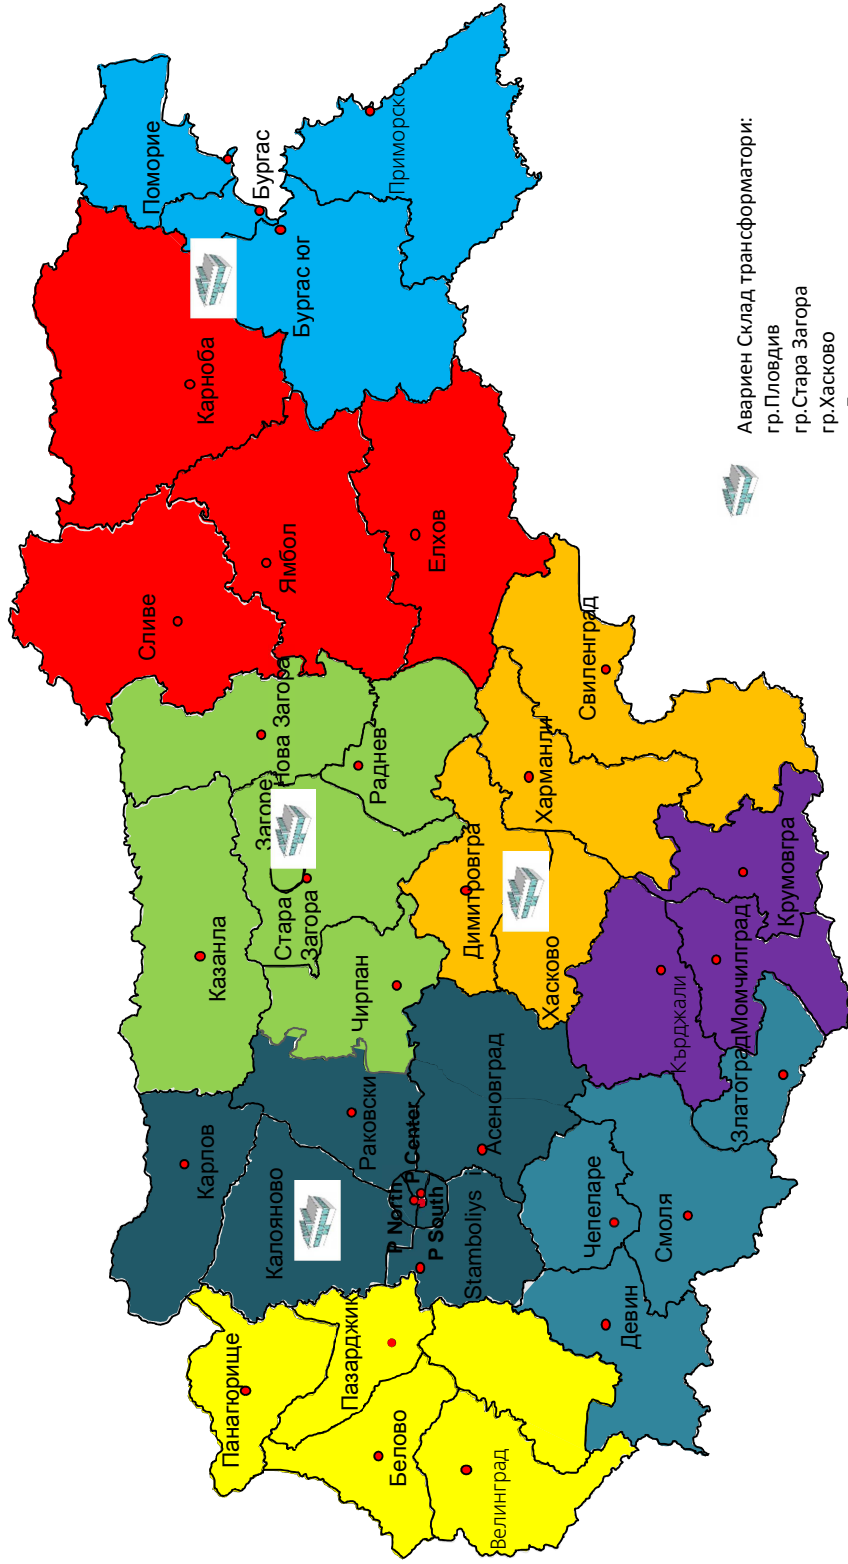 Поморие
Бургас
Приморско
Бургас юг
Карноба
Сливе
Ямбол
Елхов
Казанла
Загоре
Нова Загора
Раднев
Стара
Загора
Чирпан
Димитровгра
Харманли
Свиленград
Хасково
Кърджали
Момчилград
Крумовгра
Златоград
Карлов
Калояново
Раковски
P North
P Center
P South
Асеновград
Stamboliys i
Чепеларе
Смоля
Девин
Панагюрище
Пазарджик
Белово
Велинград
Авариен Склад трансформатори:
гр.Пловдив
гр.Стара Загора
гр.Хасково